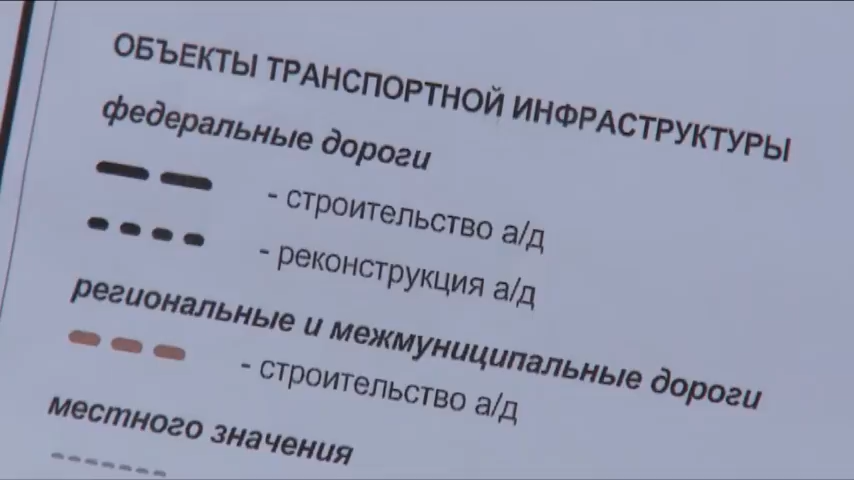 ОБЪЕКТЫ ТРАНСПОРТНОЙ ИНФРАСТРУКТУРЫ
федеральные дороги
- строительство а/д
- реконструкция а/д
региональные и межмуниципальные дороги
- строительство а/д
местного значения